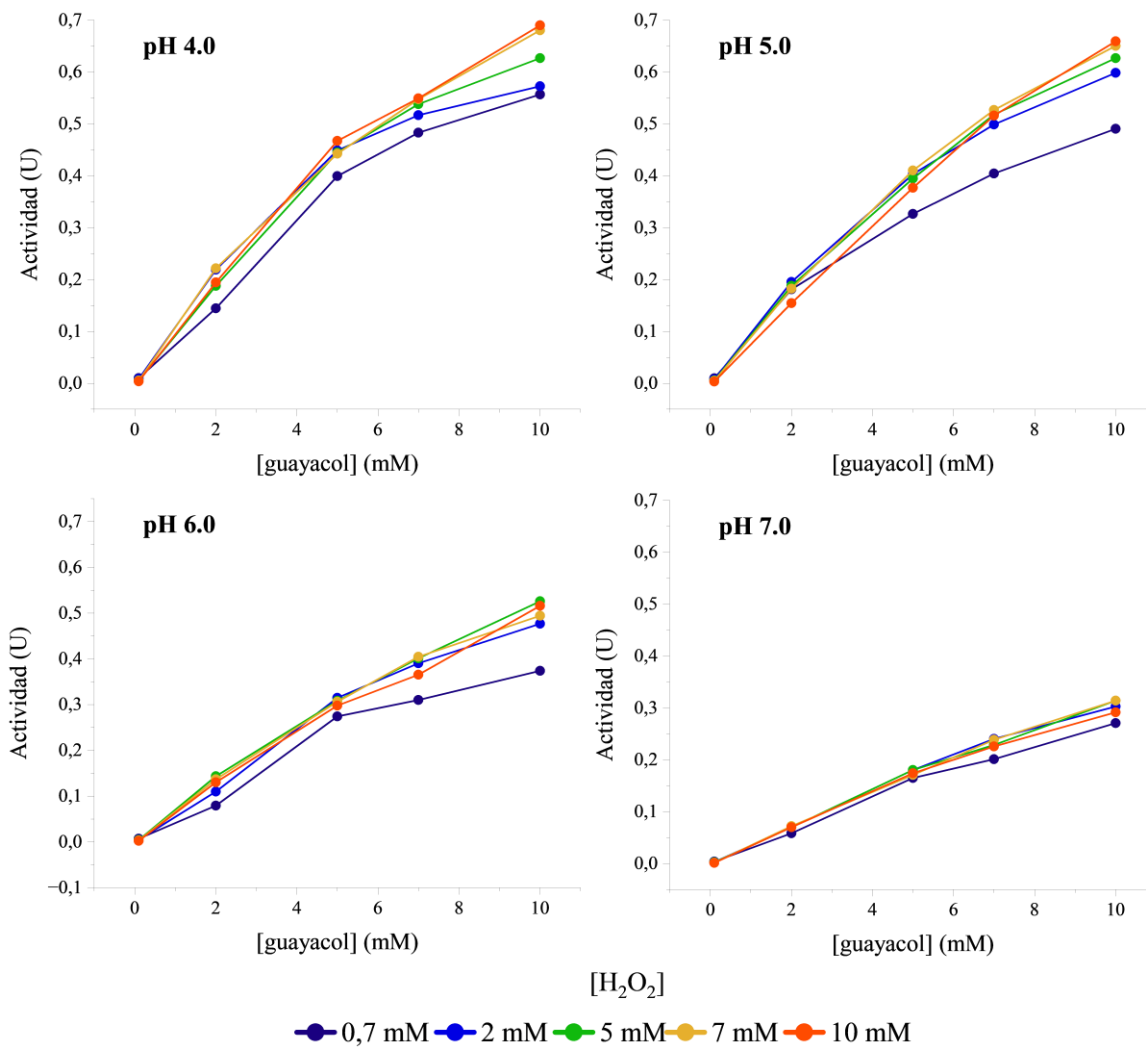 pH 4.0
0,7
0,6
0,5
0,4
0,3
0,2
0,1
0,0
Actividad (U)
0 2 4 6 8 10
[guayacol] (mM)
pH 5.0
0,7
0,6
0,5
0,4
0,3
0,2
0,1
0,0
Actividad (U)
0 2 4 6 8 10
[guayacol] (mM)
pH 6.0
0,7
0,6
0,5
0,4
0,3
0,2
0,1
0,0
−0,1
Actividad (U)
0 2 4 6 8 10
[guayacol] (mM)
pH 7.0
0,7
0,6
0,5
0,4
0,3
0,2
0,1
0,0
Actividad (U)
0 2 4 6 8 10
[guayacol] (mM)
[H₂O₂]
0,7 mM 2 mM 5 mM 7 mM 10 mM